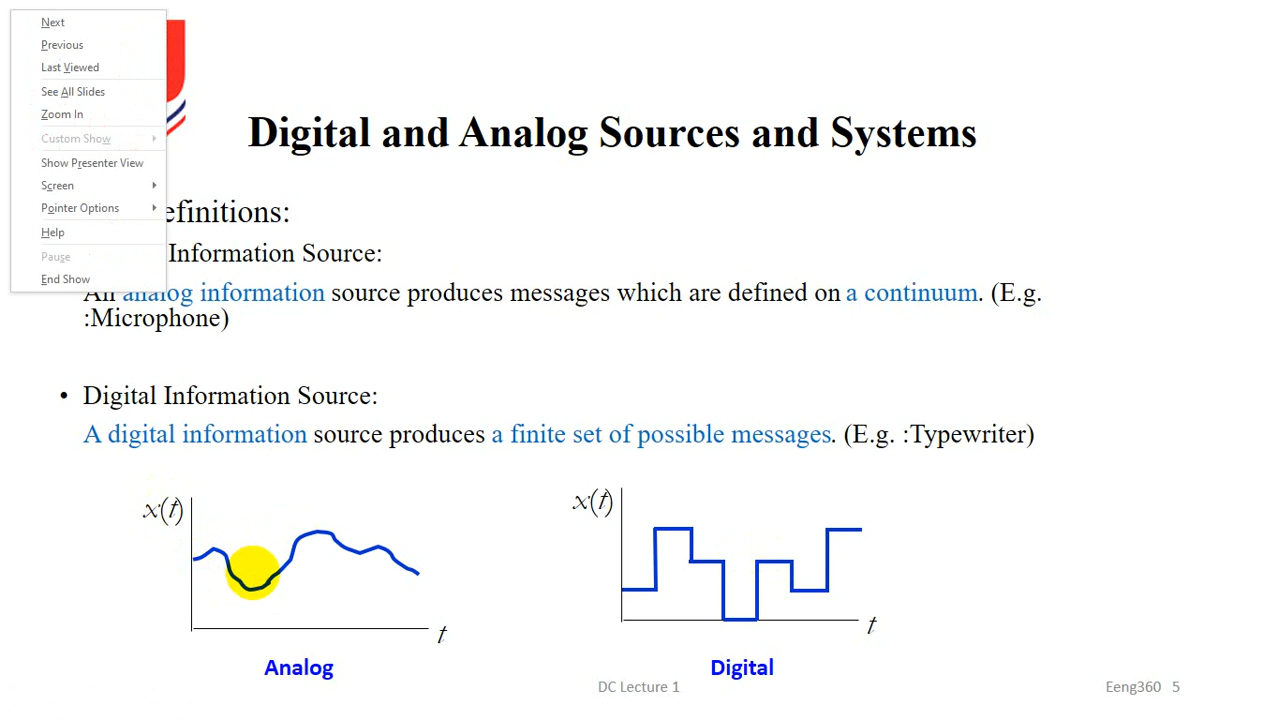 Next
Previous
Last Viewed
See All Slides
Zoom In
Custom Show
Show Presenter View
Screen
Pointer Options
Help
Pause
End Show
Digital and Analog Sources and Systems
efinitions:
Information Source:
An analog information source produces messages which are defined on a continuum. (E.g.
:Microphone)
• Digital Information Source:
A digital information source produces a finite set of possible messages. (E.g. :Typewriter)
x(t)
t
Analog
x(t)
t
Digital
DC Lecture 1
Eeng360 5